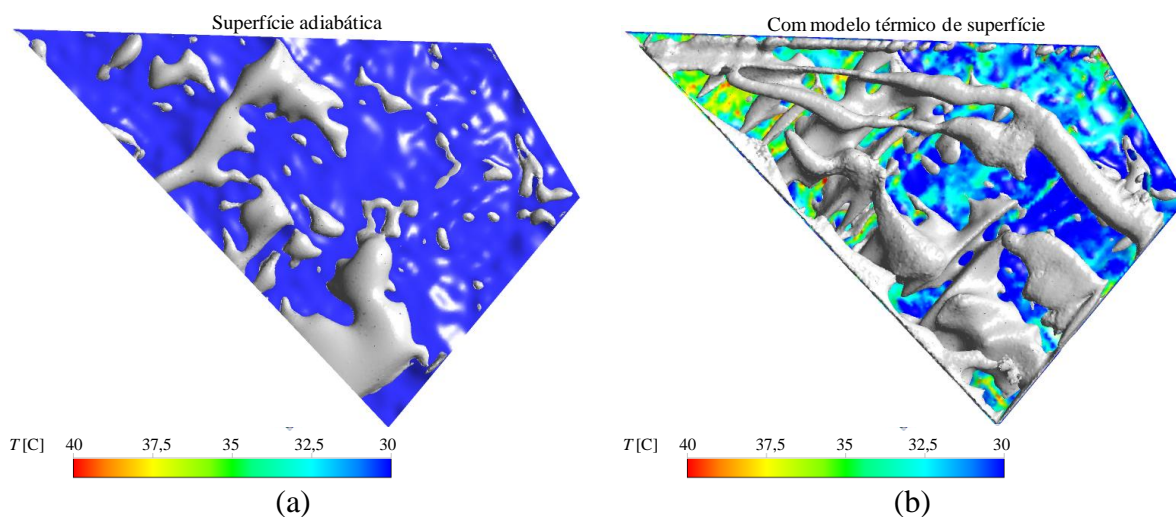 Superfície adiabática
Com modelo térmico de superfície
T [C] 40 37,5 35 32,5 30
T [C] 40 37,5 35 32,5 30
(a)
(b)